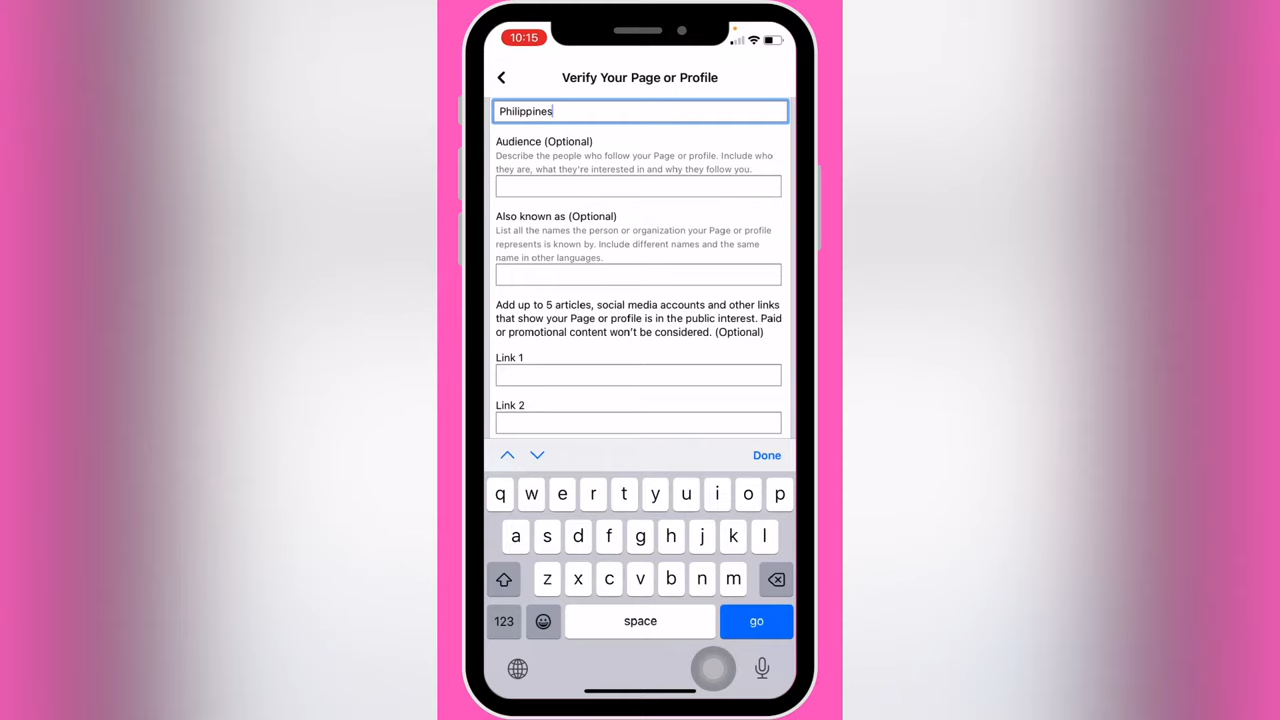 10:15
Verify Your Page or Profile
Philippines
Audience (Optional)
Describe the people who follow your Page or profile. Include who
they are, what they're interested in and why they follow you.
Also known as (Optional)
List all the names the person or organization your Page or profile
represents is known by. Include different names and the same
name in other languages.
Add up to 5 articles, social media accounts and other links
that show your Page or profile is in the public interest. Paid
or promotional content won't be considered. (Optional)
Link 1
Link 2
Done
q w e r t y u i o p
a s d f g h j k l
z x c v b n m
123 space go